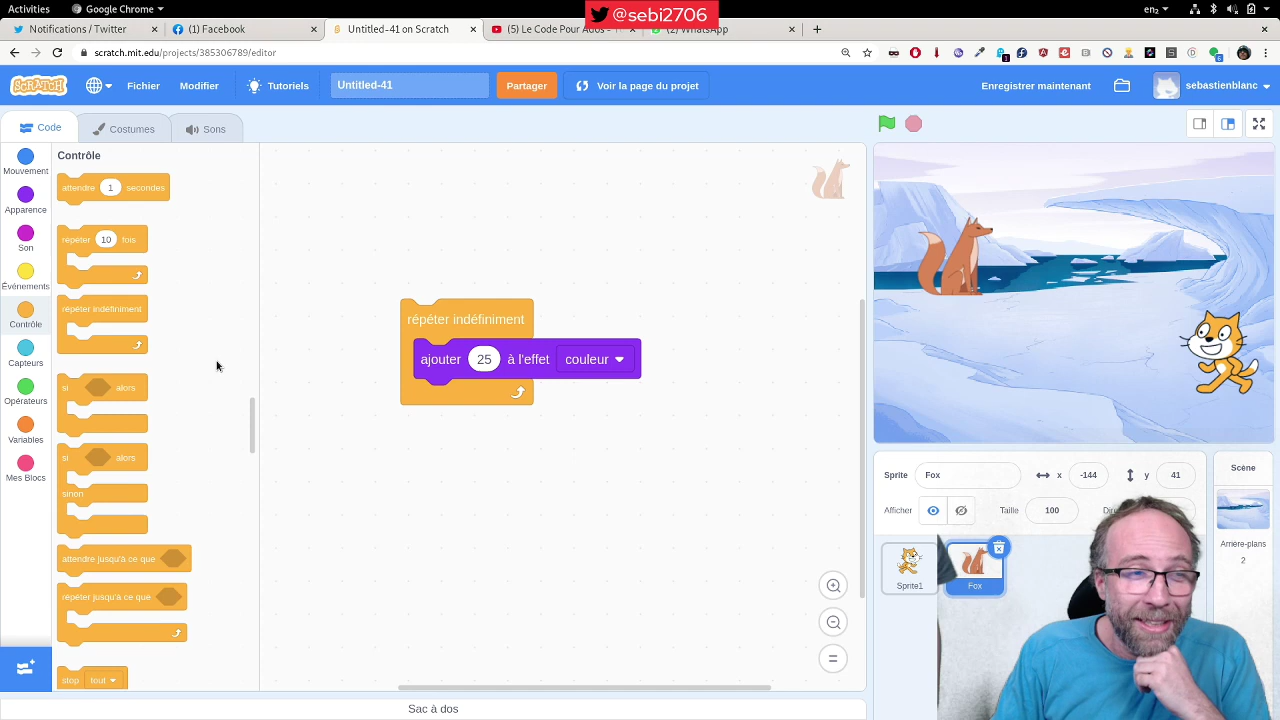 Activities
Google Chrome
@sebi2706
en₂
Notifications / Twitter
(1) Facebook
Untitled-41 on Scratch
(5) Le Code Pour Ados - 
(2) WhatsApp
scratch.mit.edu/projects/385306789/editor
SCRATCH
Fichier
Modifier
Tutoriels
Untitled-41
Partager
Voir la page du projet
Enregistrer maintenant
sebastienblanc
Code
Costumes
Sons
Mouvement
Apparence
Son
Événements
Contrôle
Capteurs
Opérateurs
Variables
Mes Blocs
Contrôle
attendre 1 secondes
répéter 10 fois
répéter indéfiniment
si alors
si alors
sinon
attendre jusqu'à ce que
répéter jusqu'à ce que
stop tout
répéter indéfiniment
ajouter 25 à l'effet couleur
Sac à dos
Sprite Fox x -144 y 41
Afficher Taille 100
Sprite1
Fox
Scène
Arrière-plans
2